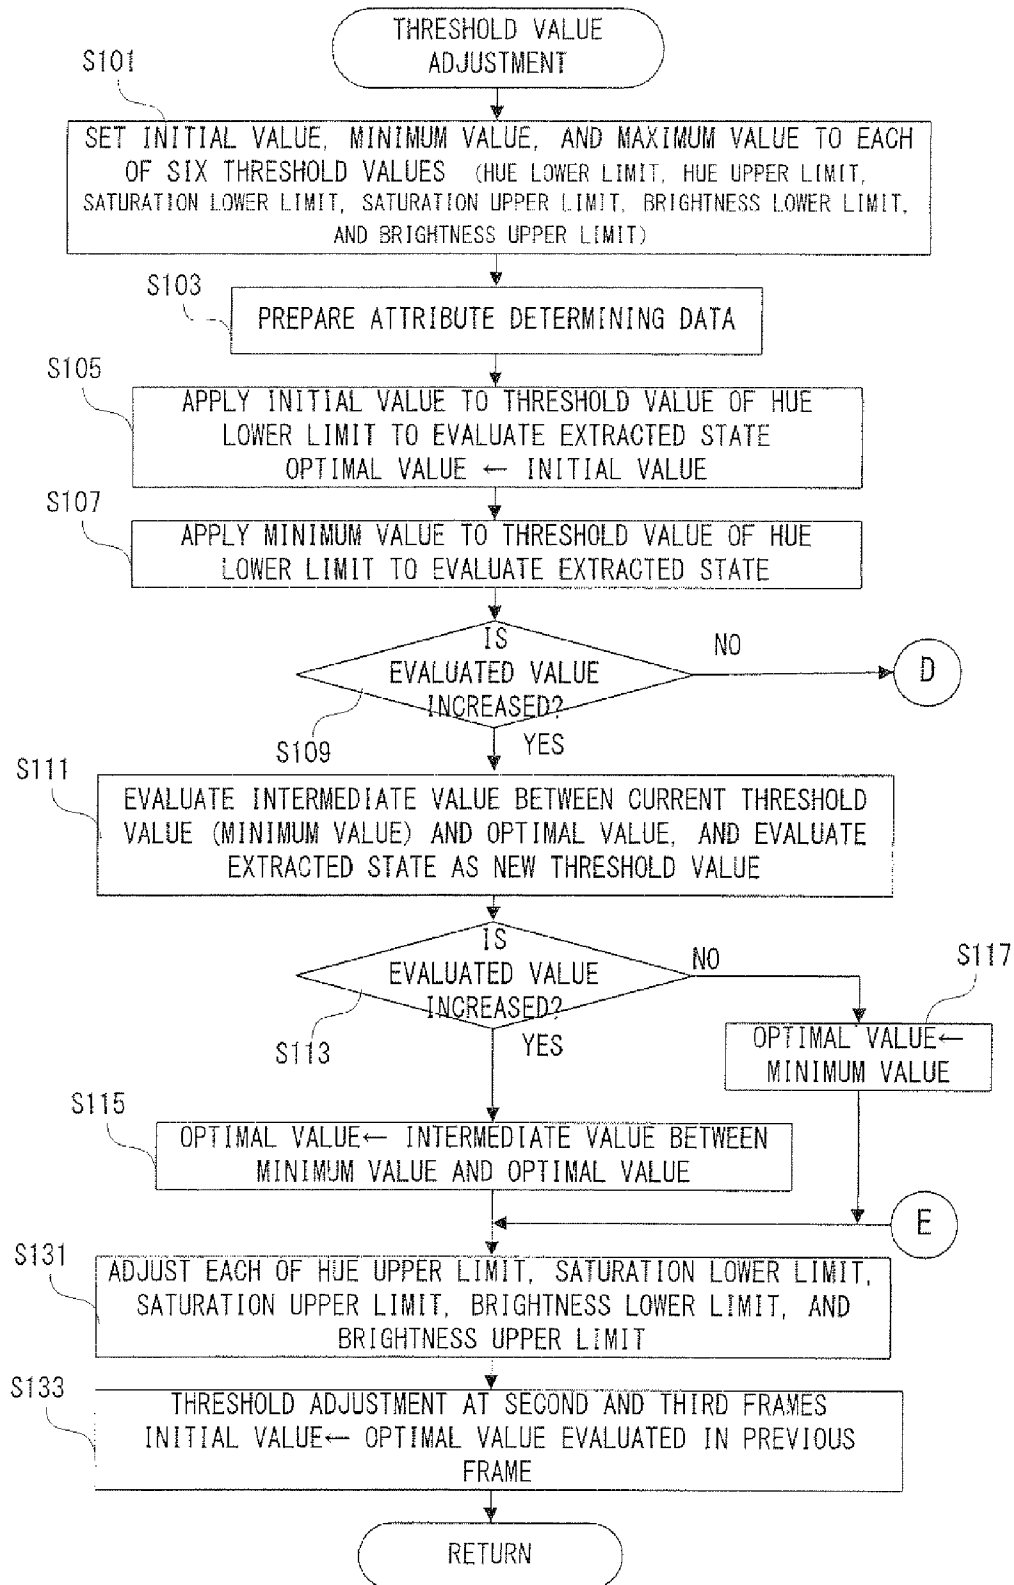 THRESHOLD VALUE
ADJUSTMENT
S101
SET INITIAL VALUE, MINIMUM VALUE, AND MAXIMUM VALUE TO EACH
OF SIX THRESHOLD VALUES (HUE LOWER LIMIT, HUE UPPER LIMIT,
SATURATION LOWER LIMIT, SATURATION UPPER LIMIT, BRIGHTNESS LOWER LIMIT,
AND BRIGHTNESS UPPER LIMIT)
S103
PREPARE ATTRIBUTE DETERMINING DATA
S105
APPLY INITIAL VALUE TO THRESHOLD VALUE OF HUE
LOWER LIMIT TO EVALUATE EXTRACTED STATE
OPTIMAL VALUE ← INITIAL VALUE
S107
APPLY MINIMUM VALUE TO THRESHOLD VALUE OF HUE
LOWER LIMIT TO EVALUATE EXTRACTED STATE
IS
EVALUATED VALUE
INCREASED?
NO
D
S109
YES
S111
EVALUATE INTERMEDIATE VALUE BETWEEN CURRENT THRESHOLD
VALUE (MINIMUM VALUE) AND OPTIMAL VALUE, AND EVALUATE
EXTRACTED STATE AS NEW THRESHOLD VALUE
IS
EVALUATED VALUE
INCREASED?
NO
S117
S113
YES
OPTIMAL VALUE←
MINIMUM VALUE
S115
OPTIMAL VALUE← INTERMEDIATE VALUE BETWEEN
MINIMUM VALUE AND OPTIMAL VALUE
E
S131
ADJUST EACH OF HUE UPPER LIMIT, SATURATION LOWER LIMIT,
SATURATION UPPER LIMIT, BRIGHTNESS LOWER LIMIT, AND
BRIGHTNESS UPPER LIMIT
S133
THRESHOLD ADJUSTMENT AT SECOND AND THIRD FRAMES
INITIAL VALUE← OPTIMAL VALUE EVALUATED IN PREVIOUS
FRAME
RETURN